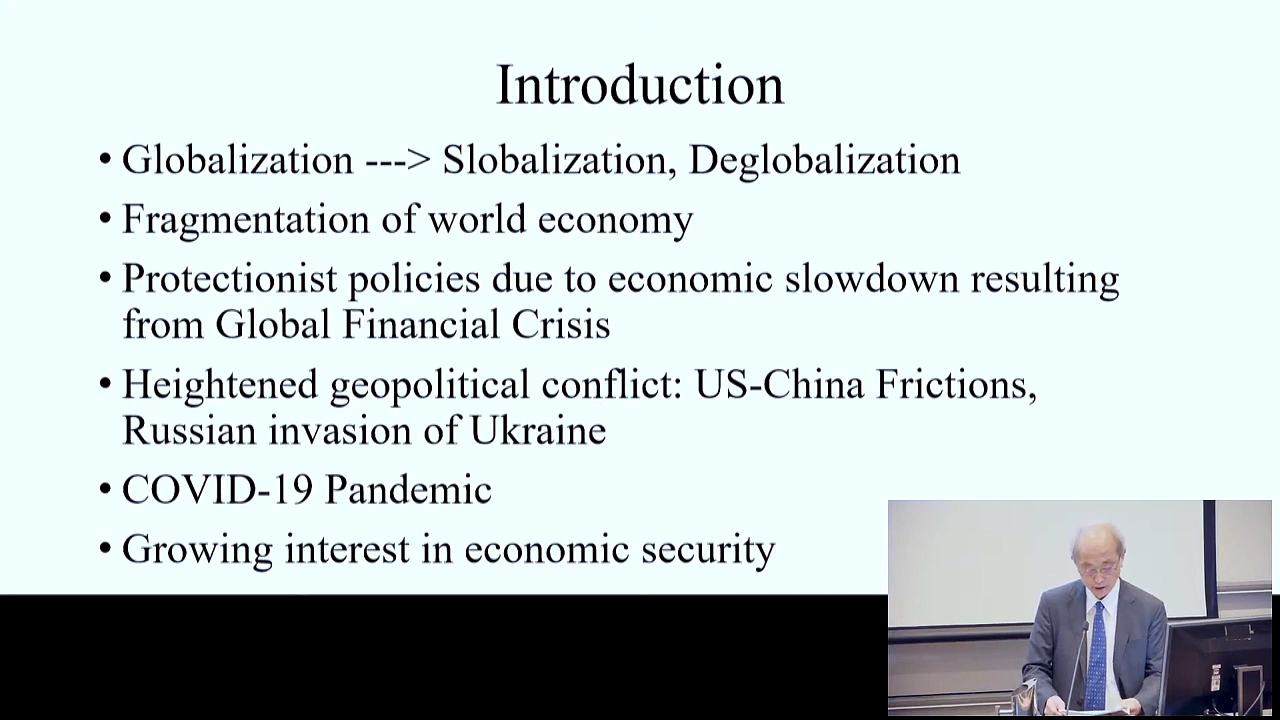 Introduction
• Globalization ---> Slobalization, Deglobalization
• Fragmentation of world economy
• Protectionist policies due to economic slowdown resulting
from Global Financial Crisis
• Heightened geopolitical conflict: US-China Frictions,
Russian invasion of Ukraine
• COVID-19 Pandemic
• Growing interest in economic security